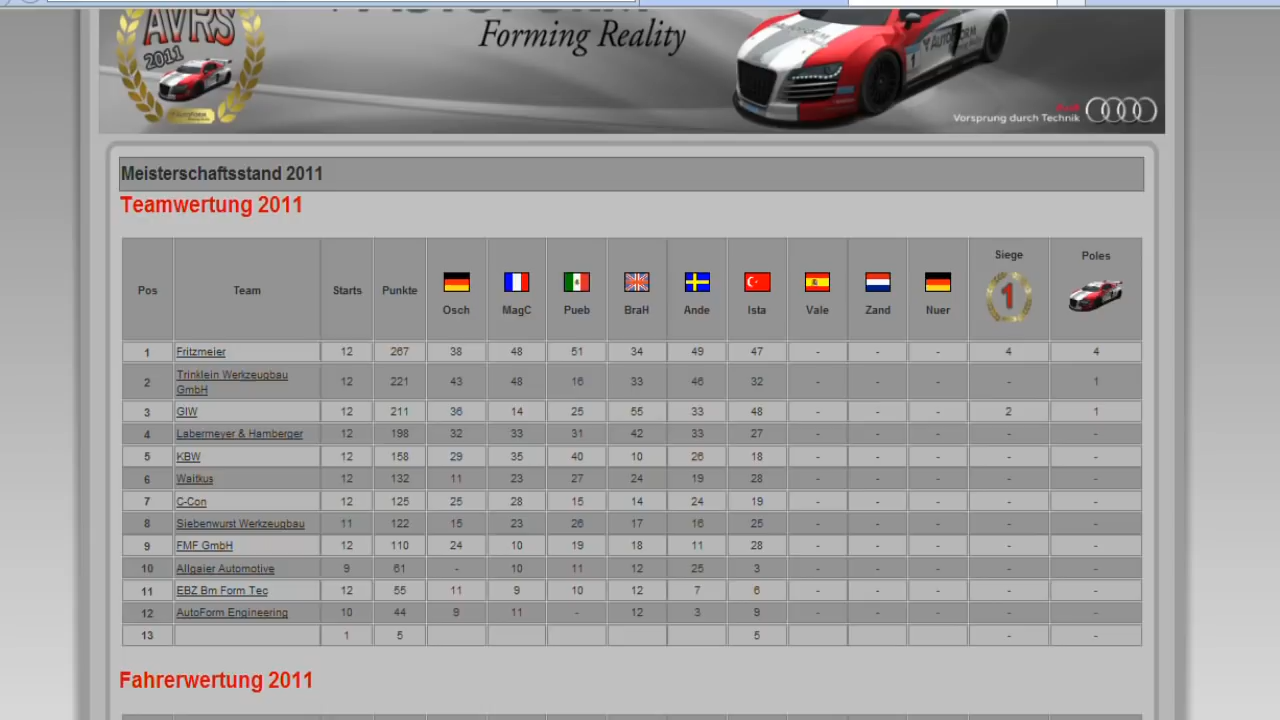 AVRS
2011
Forming Reality
Vorsprung durch Technik
Meisterschaftsstand 2011
Teamwertung 2011
Pos Team Starts Punkte Osch MagC Pueb BraH Ande Ista Vale Zand Nuer Siege 1 Poles
1 Fritzmeier 12 267 38 48 51 34 49 47 - - - 4 4
2 Trinklein Werkzeugbau GmbH 12 221 43 48 16 33 46 32 - - - - 1
3 GIW 12 211 36 14 25 55 33 48 - - - 2 1
4 Labermeyer & Hamberger 12 198 32 33 31 42 33 27 - - - - -
5 KBW 12 158 29 35 40 10 26 18 - - - - -
6 Waitkus 12 132 11 23 27 24 19 28 - - - - -
7 C-Con 12 125 25 28 15 14 24 19 - - - - -
8 Siebenwurst Werkzeugbau 11 122 15 23 26 17 16 25 - - - - -
9 FMF GmbH 12 110 24 10 19 18 11 28 - - - - -
10 Allgaier Automotive 9 61 - 10 11 12 25 3 - - - - -
11 EBZ Bm Form Tec 12 55 11 9 10 12 7 6 - - - - -
12 AutoForm Engineering 10 44 9 11 - 12 3 9 - - - - -
13 1 5 5 - -
Fahrerwertung 2011